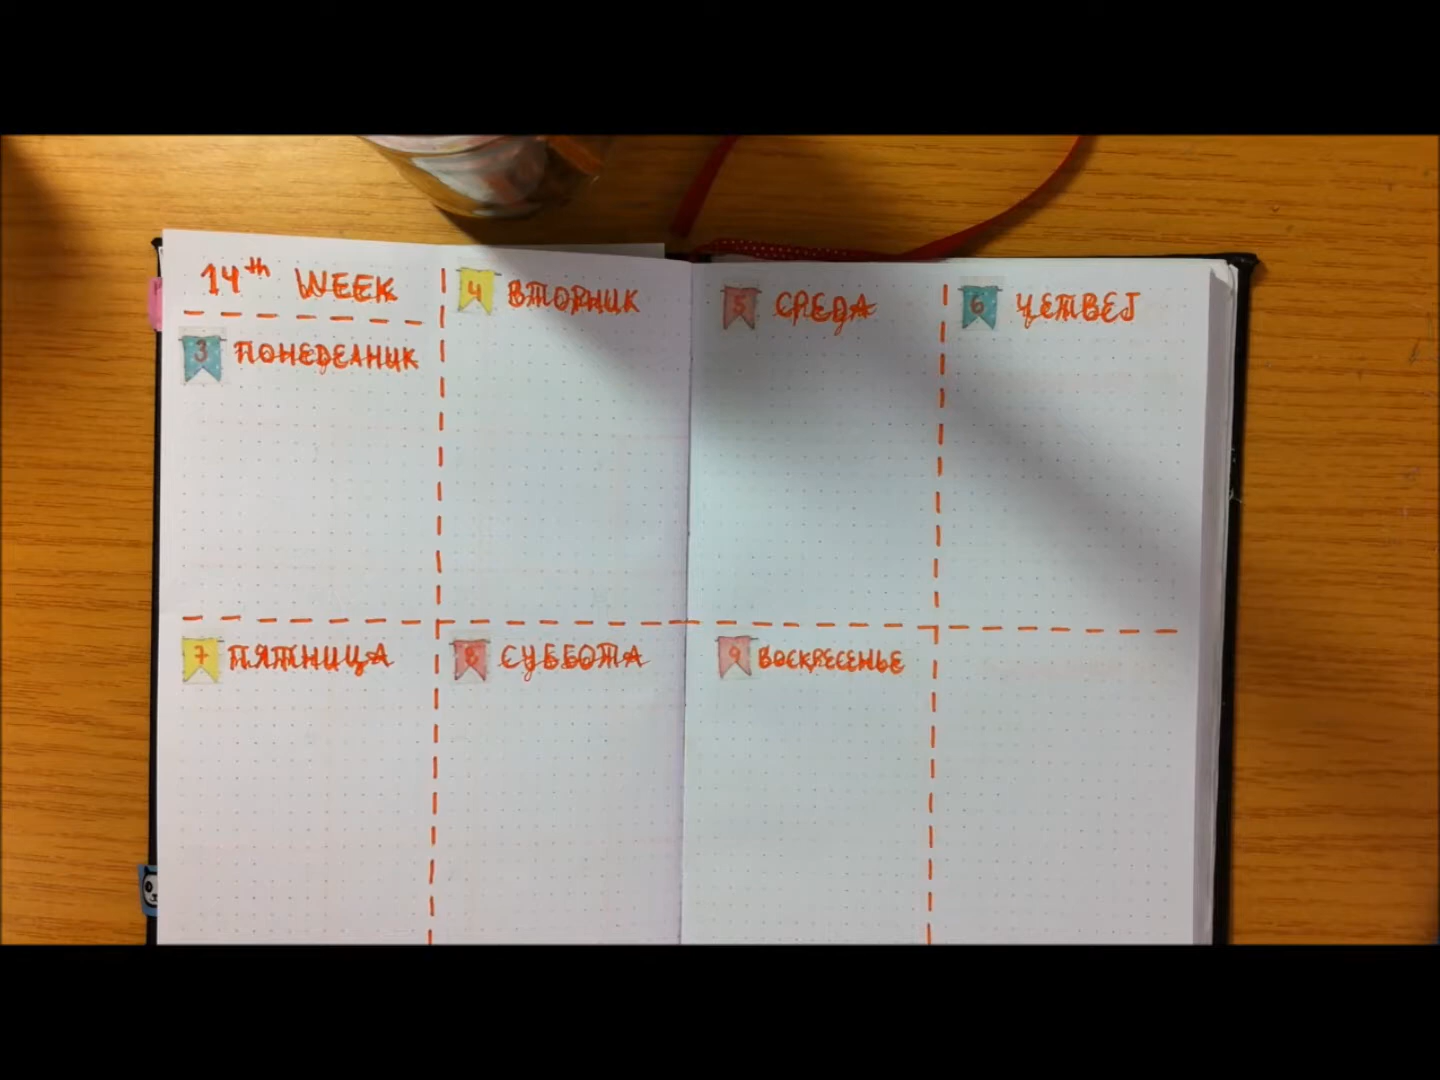 14th WEEK
3 ПОНЕДЕЛНИК
4 ВТОРНИК
5 СРЕДА
6 ЧЕТВЕГ
7 ПЯТНИЦА
8 СУББОТА
9 ВОСКРЕСЕНЬЕ